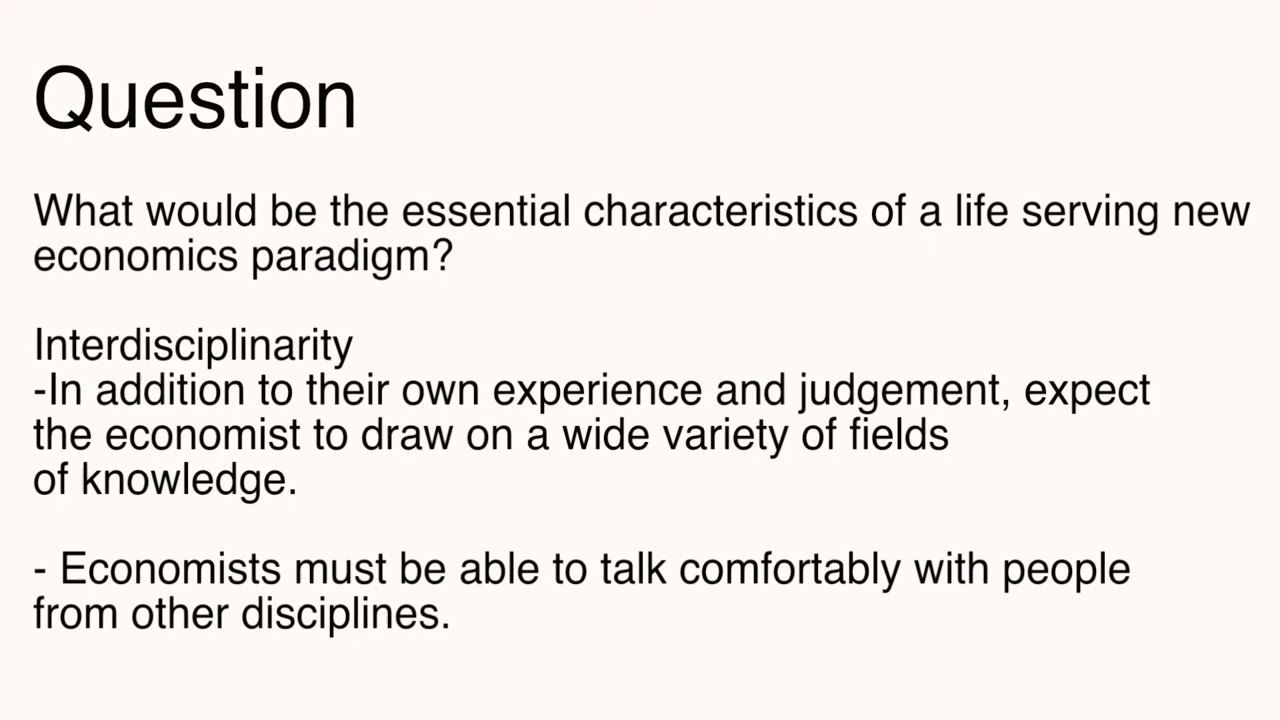 Question
What would be the essential characteristics of a life serving new
economics paradigm?
Interdisciplinarity
-In addition to their own experience and judgement, expect
the economist to draw on a wide variety of fields
of knowledge.
- Economists must be able to talk comfortably with people
from other disciplines.